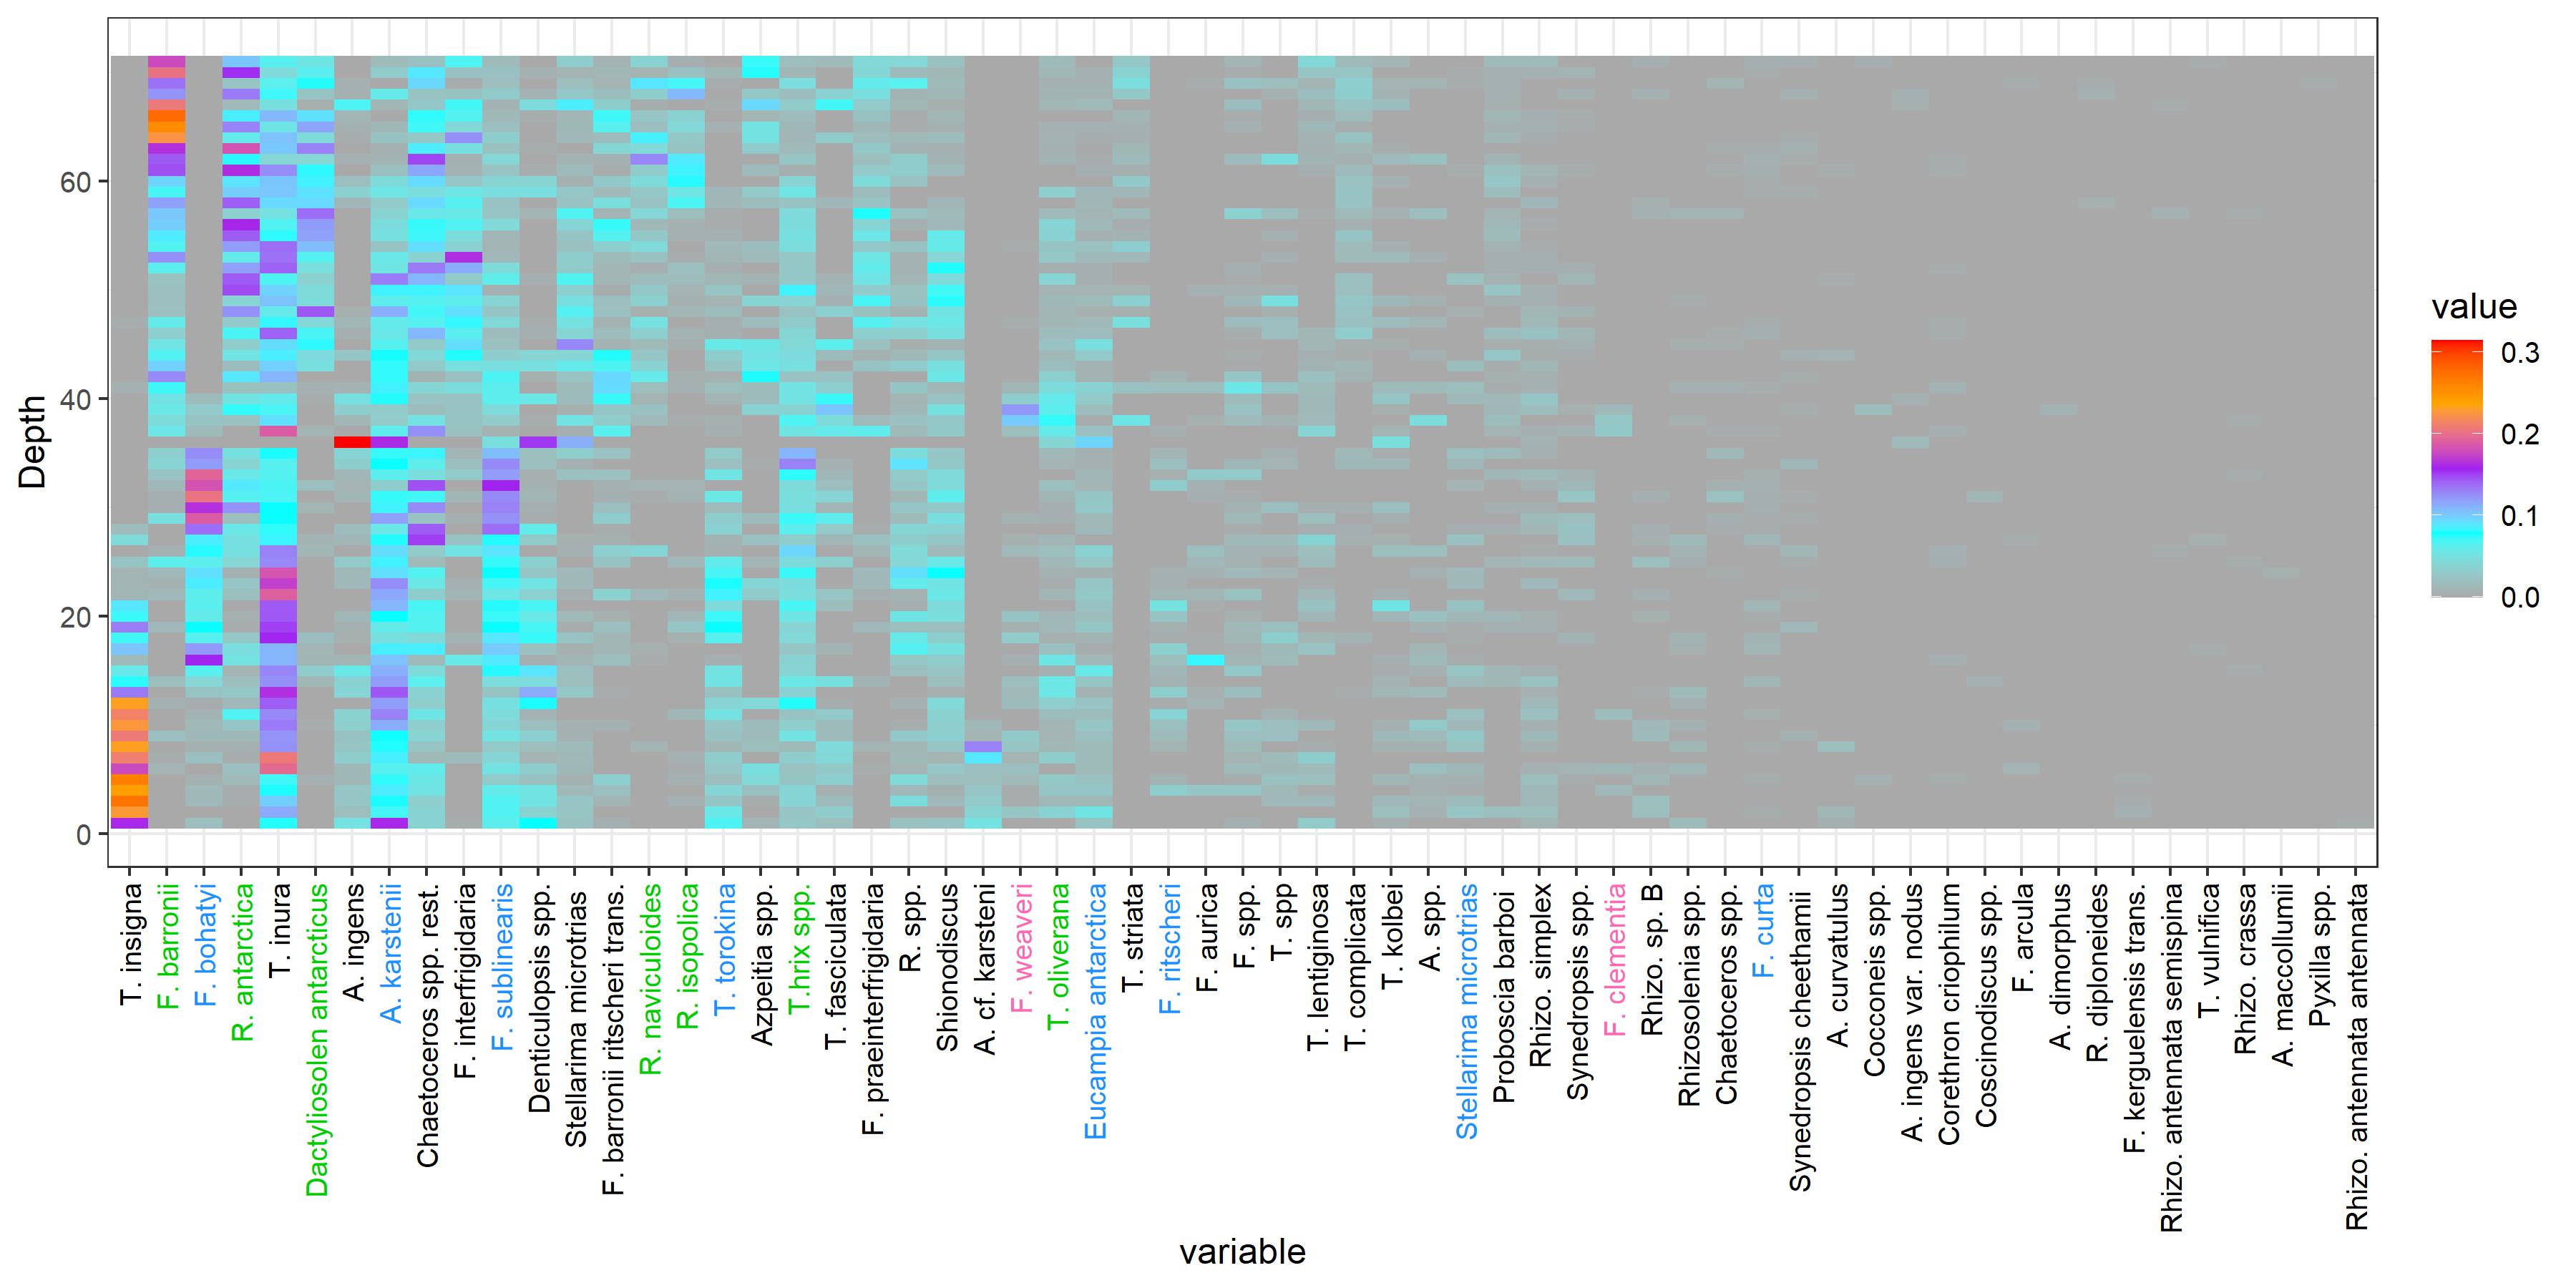 Depth
60
40
20
0
T. insigna
F. barronii
F. bohatyi
R. antarctica
T. inura
Dactyliosolen antarcticus
A. ingens
A. karstenii
Chaetoceros spp. rest.
F. interfrigidaria
F. sublinearis
Denticulopsis spp.
Stellarima microtrias
F. barronii ritscheri trans.
R. naviculoides
R. isopolica
T. torokina
Azpeitia spp.
T.hrix spp.
T. fasciculata
F. praeinterfrigidaria
R. spp.
Shionodiscus
A. cf. karsteni
F. weaveri
T. oliverana
Eucampia antarctica
T. striata
F. ritscheri
F. aurica
F. spp.
T. spp
T. lentiginosa
T. complicata
T. kolbei
A. spp.
Stellarima microtrias
Proboscia barboi
Rhizo. simplex
Synedropsis spp.
F. clementia
Rhizo. sp. B
Rhizosolenia spp.
Chaetoceros spp.
F. curta
Synedropsis cheethamii
A. curvatulus
Cocconeis spp.
A. ingens var. nodus
Corethron criophilum
Coscinodiscus spp.
F. arcula
A. dimorphus
R. diploneides
F. kerguelensis trans.
Rhizo. antennata semispina
T. vulnifica
Rhizo. crassa
A. maccollumii
Pyxilla spp.
Rhizo. antennata antennata
variable
value
0.3
0.2
0.1
0.0